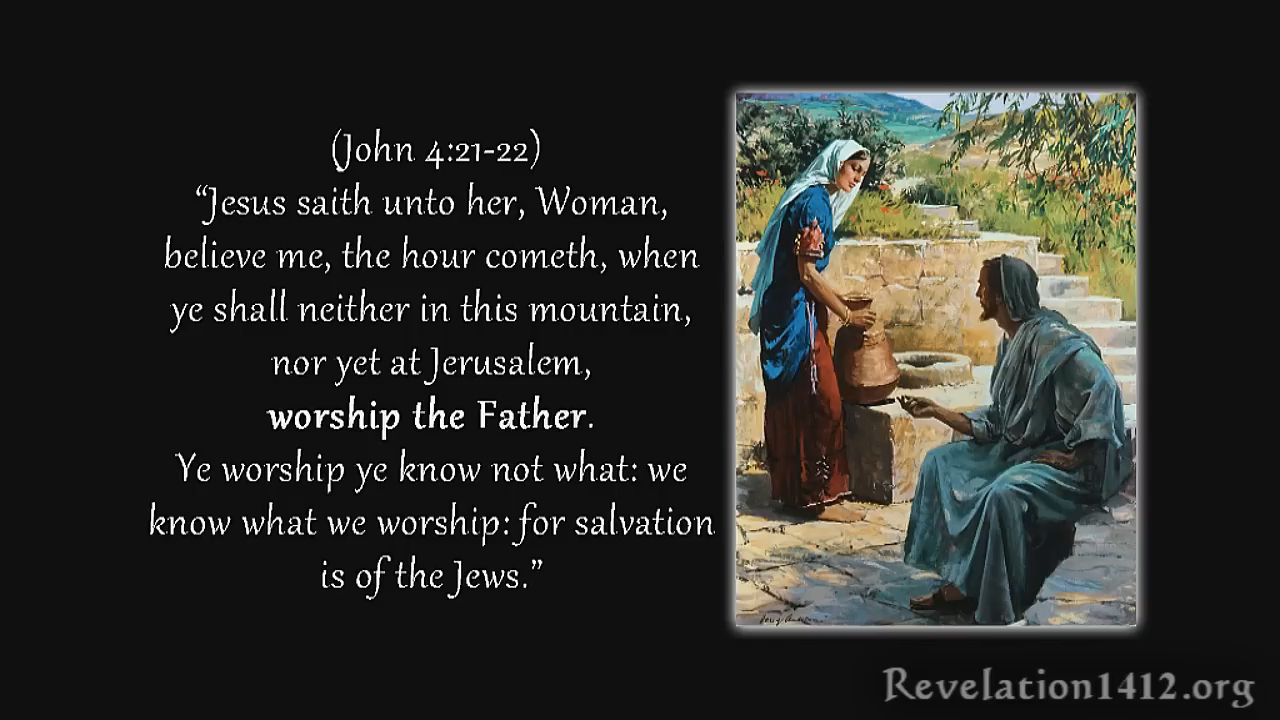 (John 4:21-22)
“Jesus saith unto her, Woman,
believe me, the hour cometh, when
ye shall neither in this mountain,
nor yet at Jerusalem,
worship the Father.
Ye worship ye know not what: we
know what we worship: for salvation
is of the Jews.”
Revelation1412.org